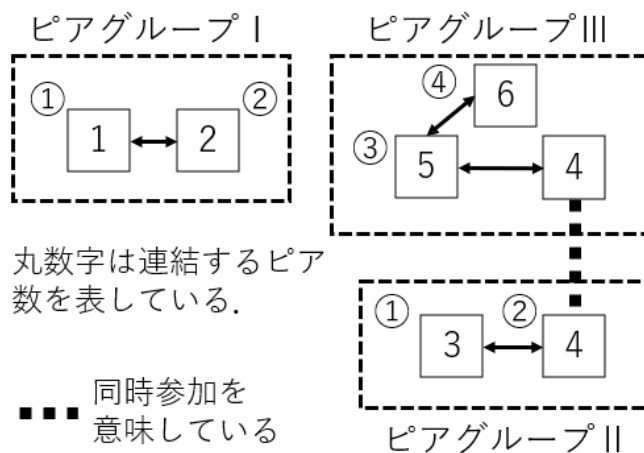 ピアグループⅠ
① 1 2 ②
ピアグループⅢ
④ 6
③ 5 4
丸数字は連結するピア
数を表している.
① 3 ② 4
同時参加を
意味している
ピアグループⅡ